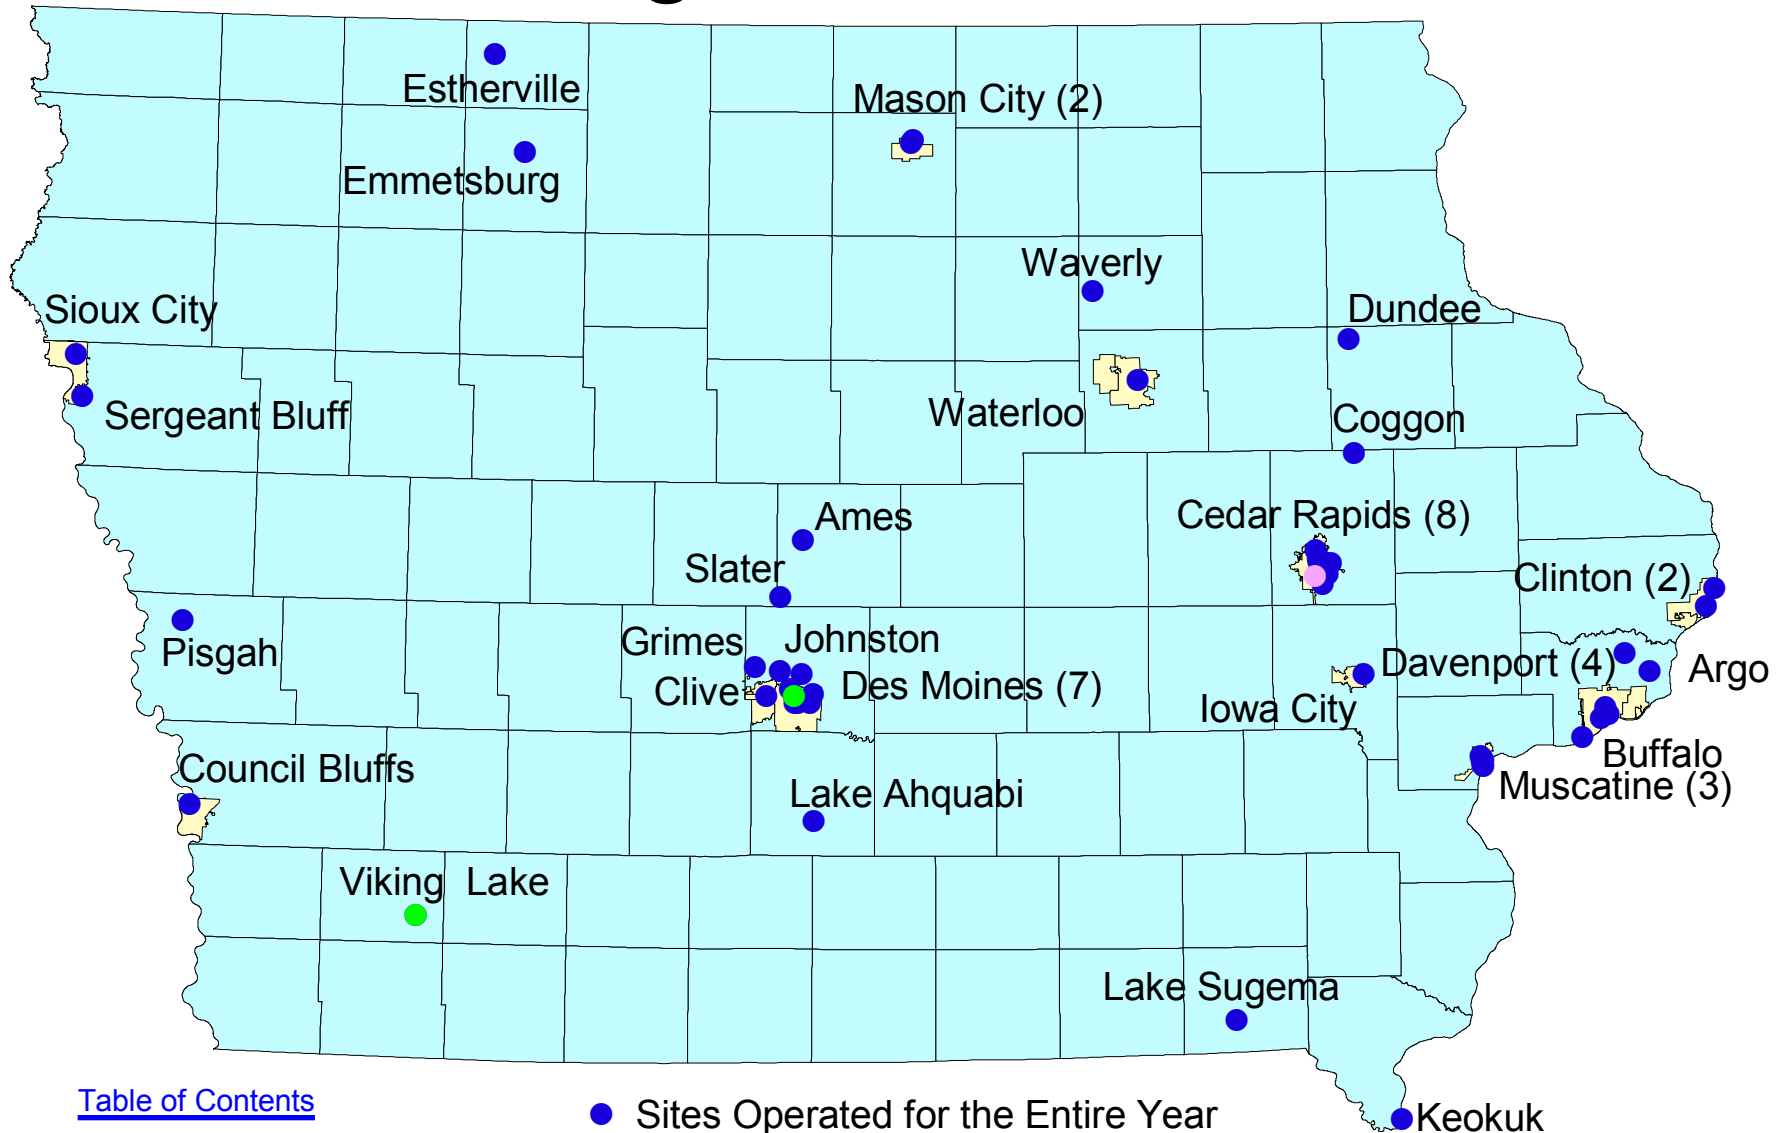 Estherville
Mason City (2)
Emmetsburg
Waverly
Sioux City
Dundee
Sergeant Bluff
Waterloo
Coggon
Ames
Cedar Rapids (8)
Slater
Clinton (2)
Grimes
Johnston
Pisgah
Davenport (4)
Argo
Clive
Des Moines (7)
Iowa City
Buffalo
Council Bluffs
Muscatine (3)
Lake Ahquabi
Viking Lake
Lake Sugema
Table of Contents
Sites Operated for the Entire Year
Keokuk